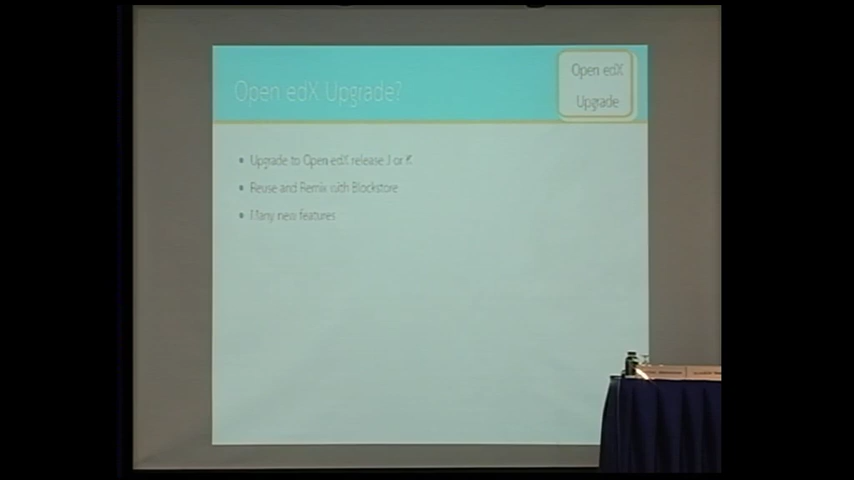 Open edX Upgrade?
Open edX
Upgrade
• Upgrade to Open edX release J or K
• Reuse and Remix with Blockstore
• Many new features